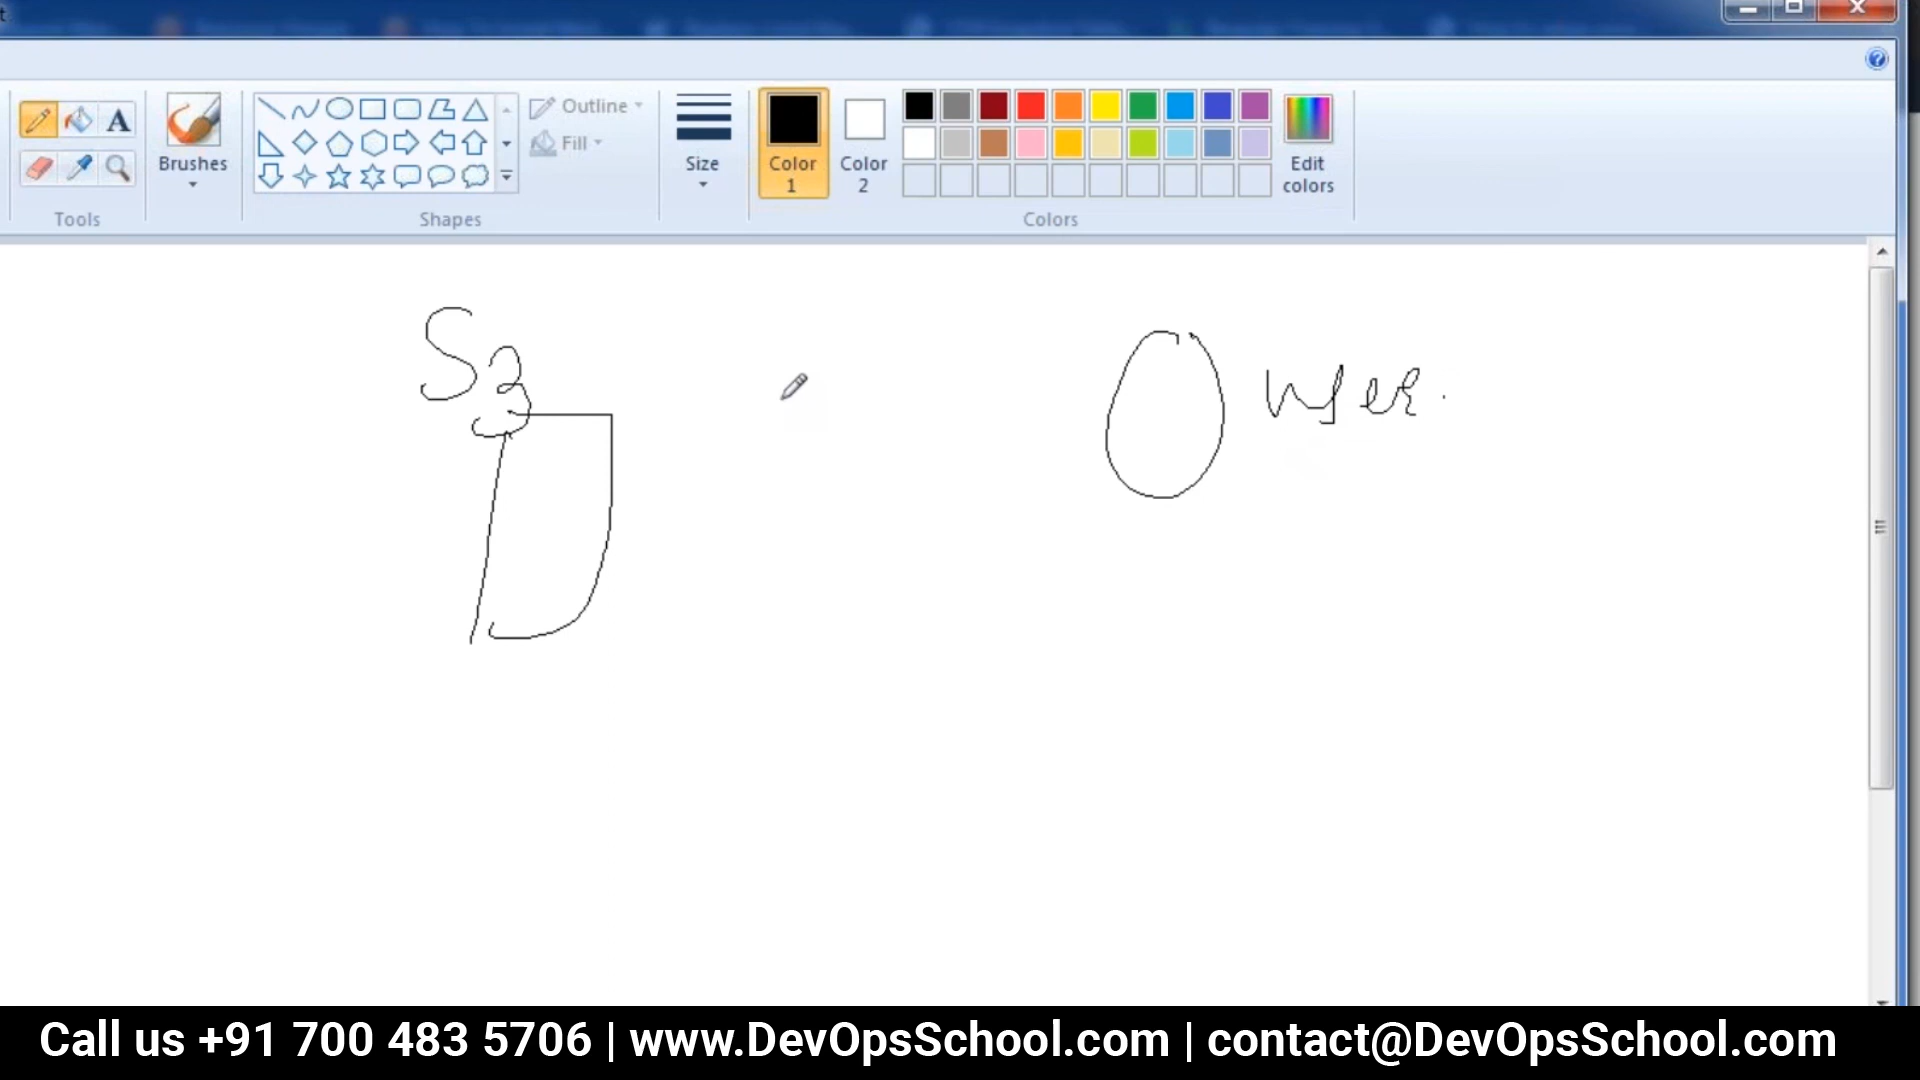 t
Brushes
Outline
Fill
Size
Color 1
Color 2
Edit colors
Tools
Shapes
Colors
S3
user.
Call us +91 700 483 5706 | www.DevOpsSchool.com | contact@DevOpsSchool.com